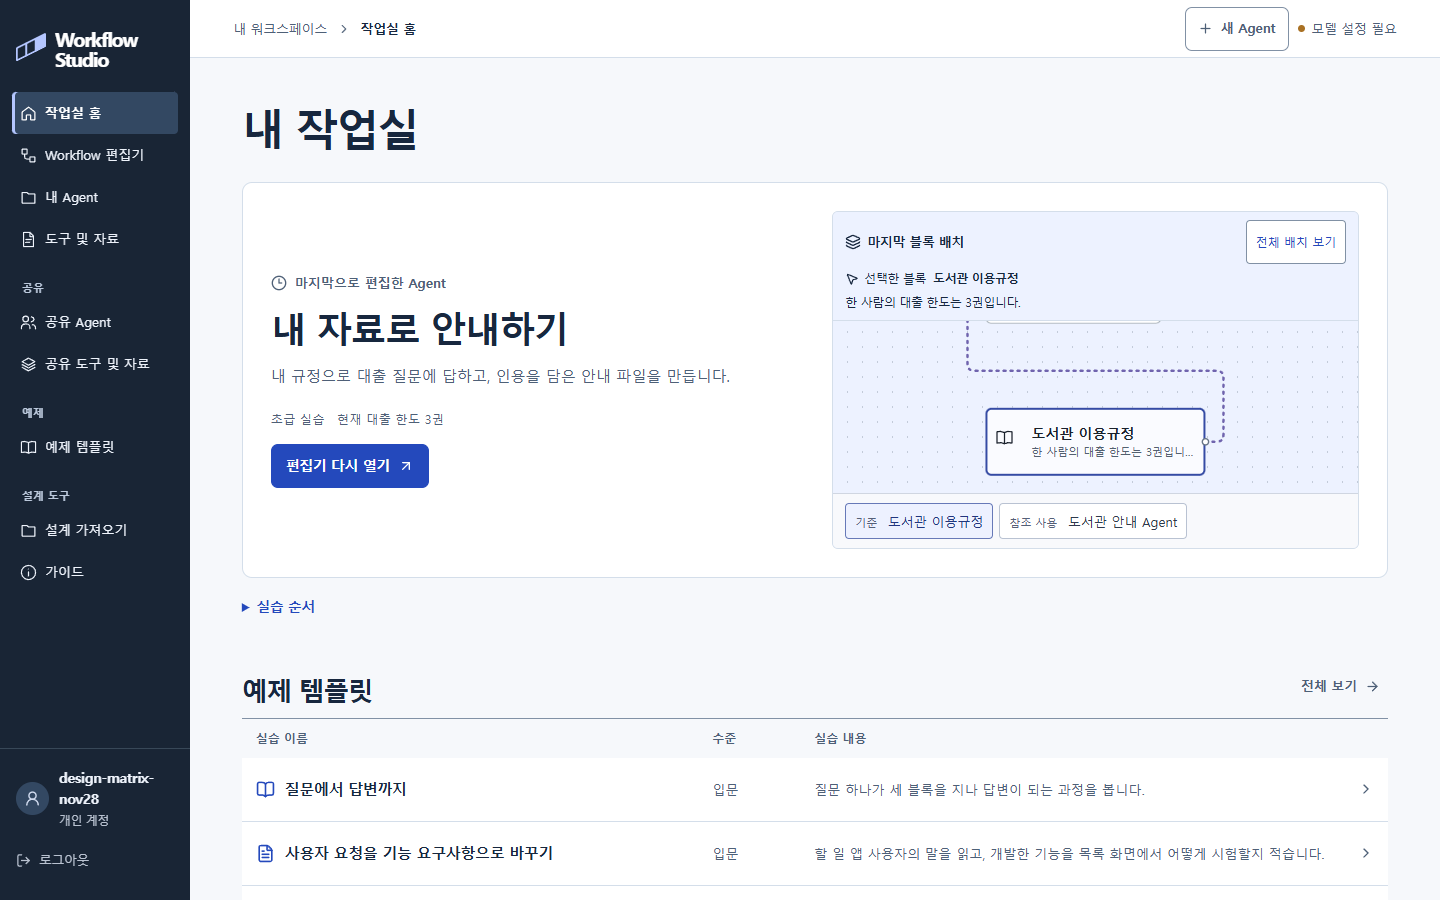 Workflow
Studio
작업실 홈
Workflow 편집기
내 Agent
도구 및 자료
공유
공유 Agent
공유 도구 및 자료
예제
예제 템플릿
설계 도구
설계 가져오기
가이드
design-matrix-
nov28
개인 계정
로그아웃
내 워크스페이스 > 작업실 홈
+ 새 Agent
모델 설정 필요
내 작업실
마지막으로 편집한 Agent
내 자료로 안내하기
내 규정으로 대출 질문에 답하고, 인용을 담은 안내 파일을 만듭니다.
초급 실습 현재 대출 한도 3권
편집기 다시 열기
마지막 블록 배치
전체 배치 보기
선택한 블록 도서관 이용규정
한 사람의 대출 한도는 3권입니다.
도서관 이용규정
한 사람의 대출 한도는 3권입니...
기준 도서관 이용규정
참조 사용 도서관 안내 Agent
실습 순서
예제 템플릿
전체 보기
실습 이름 수준 실습 내용
질문에서 답변까지 입문 질문 하나가 세 블록을 지나 답변이 되는 과정을 봅니다.
사용자 요청을 기능 요구사항으로 바꾸기 입문 할 일 앱 사용자의 말을 읽고, 개발한 기능을 목록 화면에서 어떻게 시험할지 적습니다.